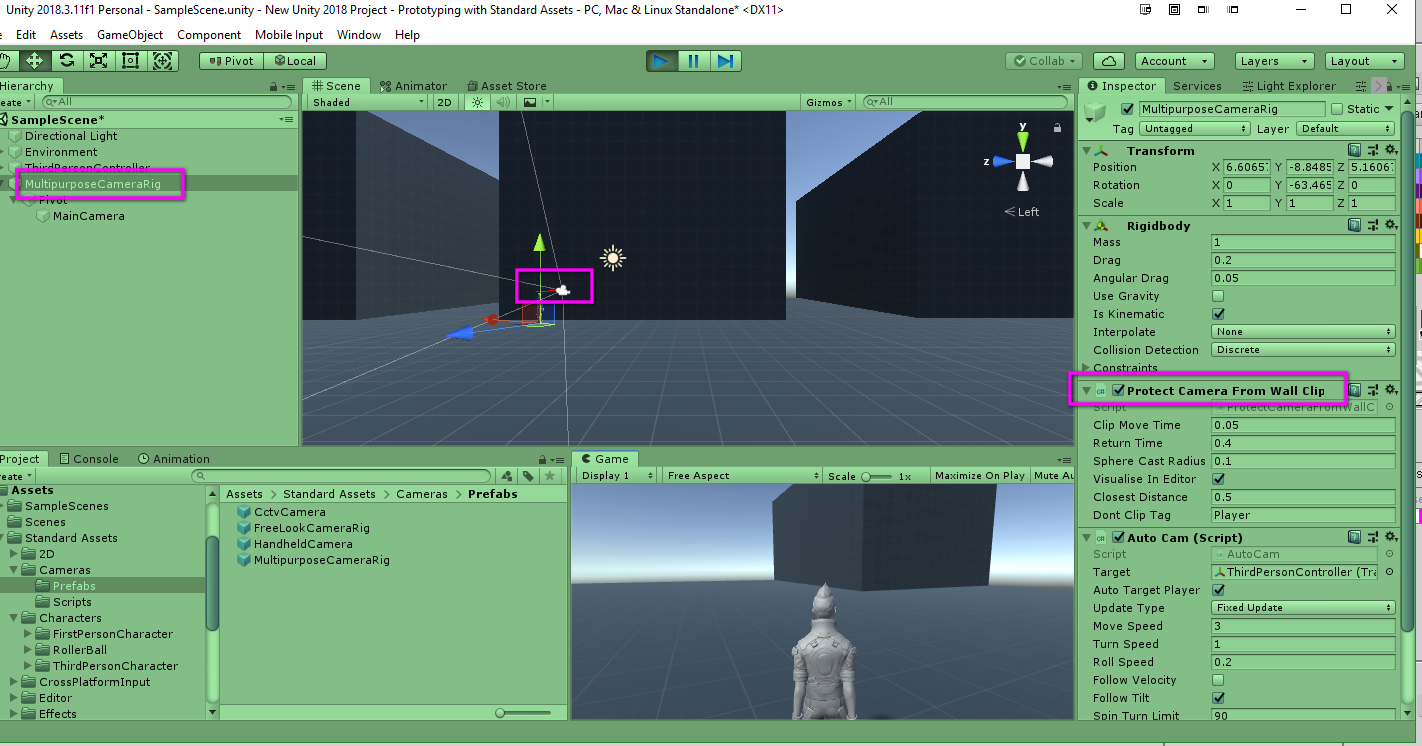 Unity 2018.3.11f1 Personal - SampleScene.unity - New Unity 2018 Project - Prototyping with Standard Assets - PC, Mac & Linux Standalone* <DX11>
Edit Assets GameObject Component Mobile Input Window Help
Pivot Local Collab Account Layers Layout
Hierarchy
eate All
SampleScene*
Directional Light
Environment
ThirdPersonController
MultipurposeCameraRig
Pivot
MainCamera
Scene Animator Asset Store
Shaded 2D Gizmos All
y
z
Left
Inspector Services Light Explorer
MultipurposeCameraRig Static
Tag Untagged Layer Default
Transform
Position X 6.6065 Y -8.8485 Z 5.1606
Rotation X 0 Y -63.465 Z 0
Scale X 1 Y 1 Z 1
Rigidbody
Mass 1
Drag 0.2
Angular Drag 0.05
Use Gravity
Is Kinematic
Interpolate None
Collision Detection Discrete
Constraints
Protect Camera From Wall Clip
Script ProtectCameraFromWallC
Clip Move Time 0.05
Return Time 0.4
Sphere Cast Radius 0.1
Visualise In Editor
Closest Distance 0.5
Dont Clip Tag Player
Auto Cam (Script)
Script AutoCam
Target ThirdPersonController (Tra
Auto Target Player
Update Type Fixed Update
Move Speed 3
Turn Speed 1
Roll Speed 0.2
Follow Velocity
Follow Tilt
Spin Turn Limit 90
Project Console Animation
reate
Assets
SampleScenes
Scenes
Standard Assets
2D
Cameras
Prefabs
Scripts
Characters
FirstPersonCharacter
RollerBall
ThirdPersonCharacter
CrossPlatformInput
Editor
Effects
Assets > Standard Assets > Cameras > Prefabs
CctvCamera
FreeLookCameraRig
HandheldCamera
MultipurposeCameraRig
Game
Display 1 Free Aspect Scale 1x Maximize On Play Mute Au